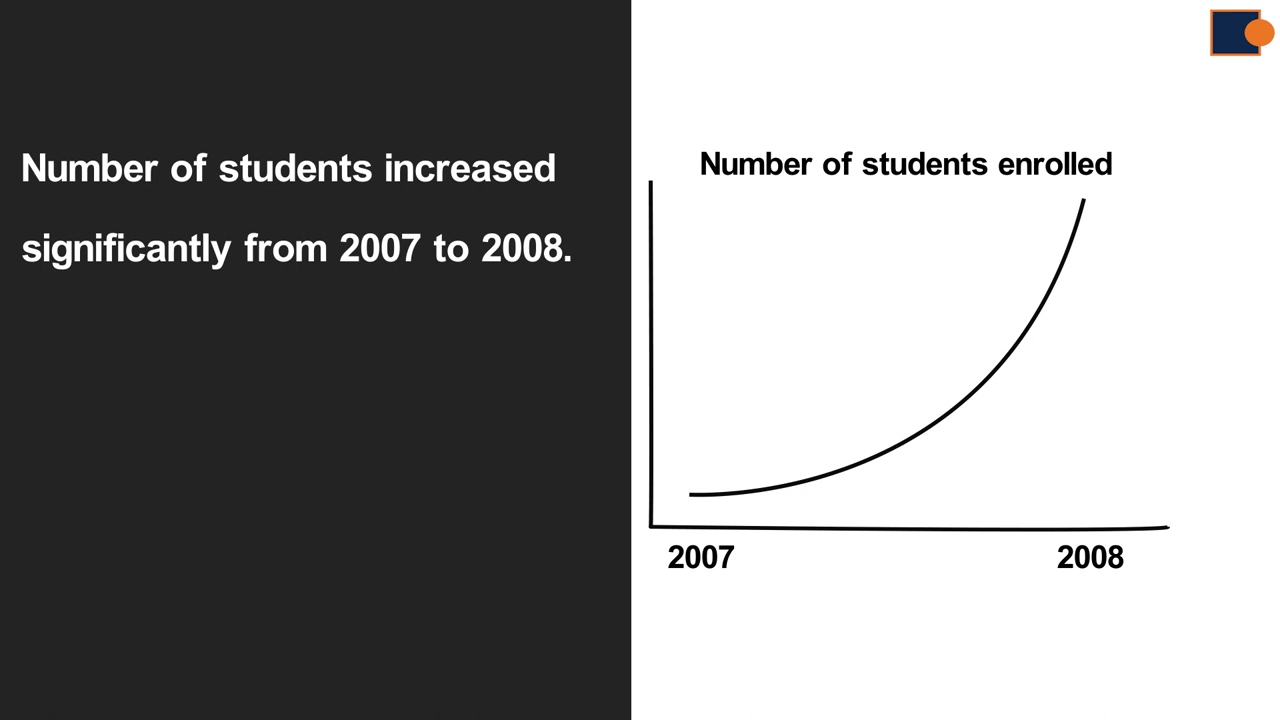 Number of students increased
significantly from 2007 to 2008.
Number of students enrolled
2007
2008